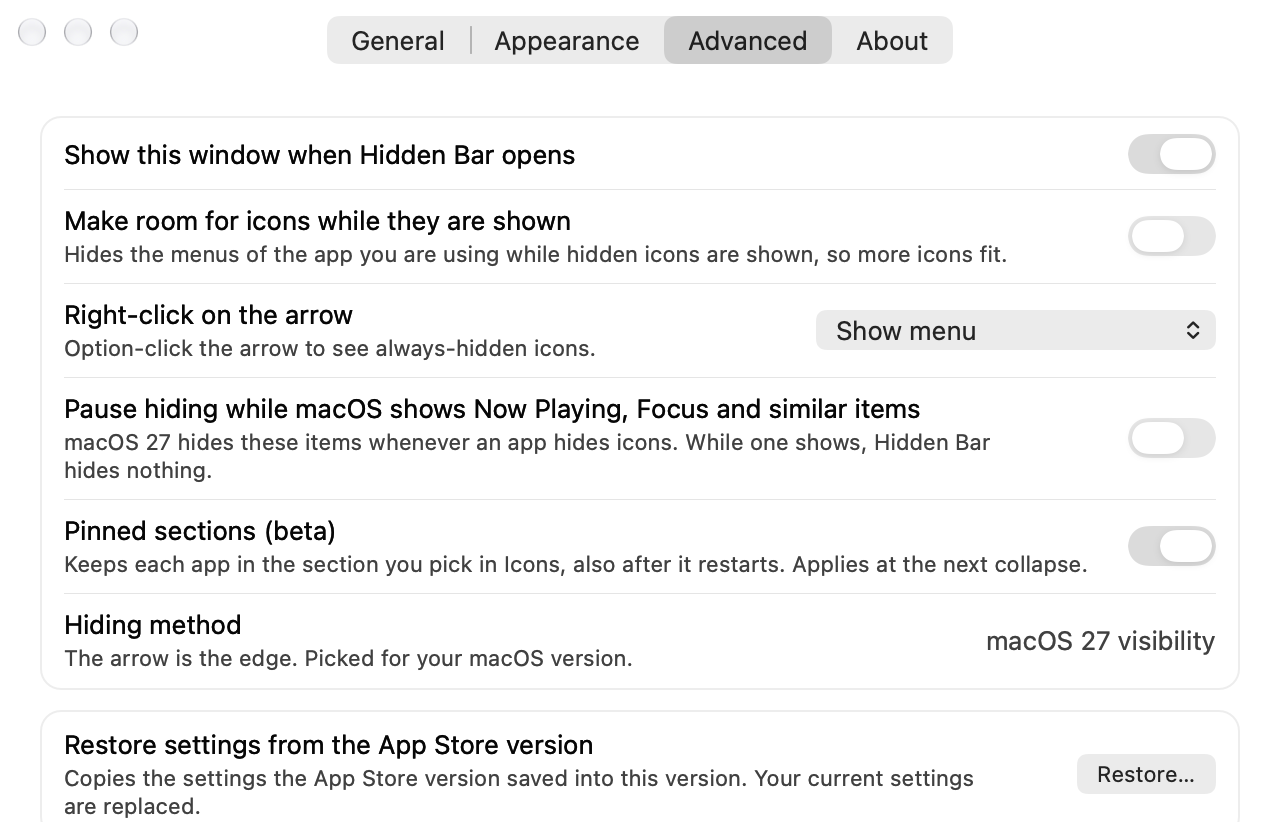 General
Appearance
Advanced
About
Show this window when Hidden Bar opens
Make room for icons while they are shown
Hides the menus of the app you are using while hidden icons are shown, so more icons fit.
Right-click on the arrow
Show menu
Option-click the arrow to see always-hidden icons.
Pause hiding while macOS shows Now Playing, Focus and similar items
macOS 27 hides these items whenever an app hides icons. While one shows, Hidden Bar
hides nothing.
Pinned sections (beta)
Keeps each app in the section you pick in Icons, also after it restarts. Applies at the next collapse.
Hiding method
macOS 27 visibility
The arrow is the edge. Picked for your macOS version.
Restore settings from the App Store version
Restore...
Copies the settings the App Store version saved into this version. Your current settings
are replaced.